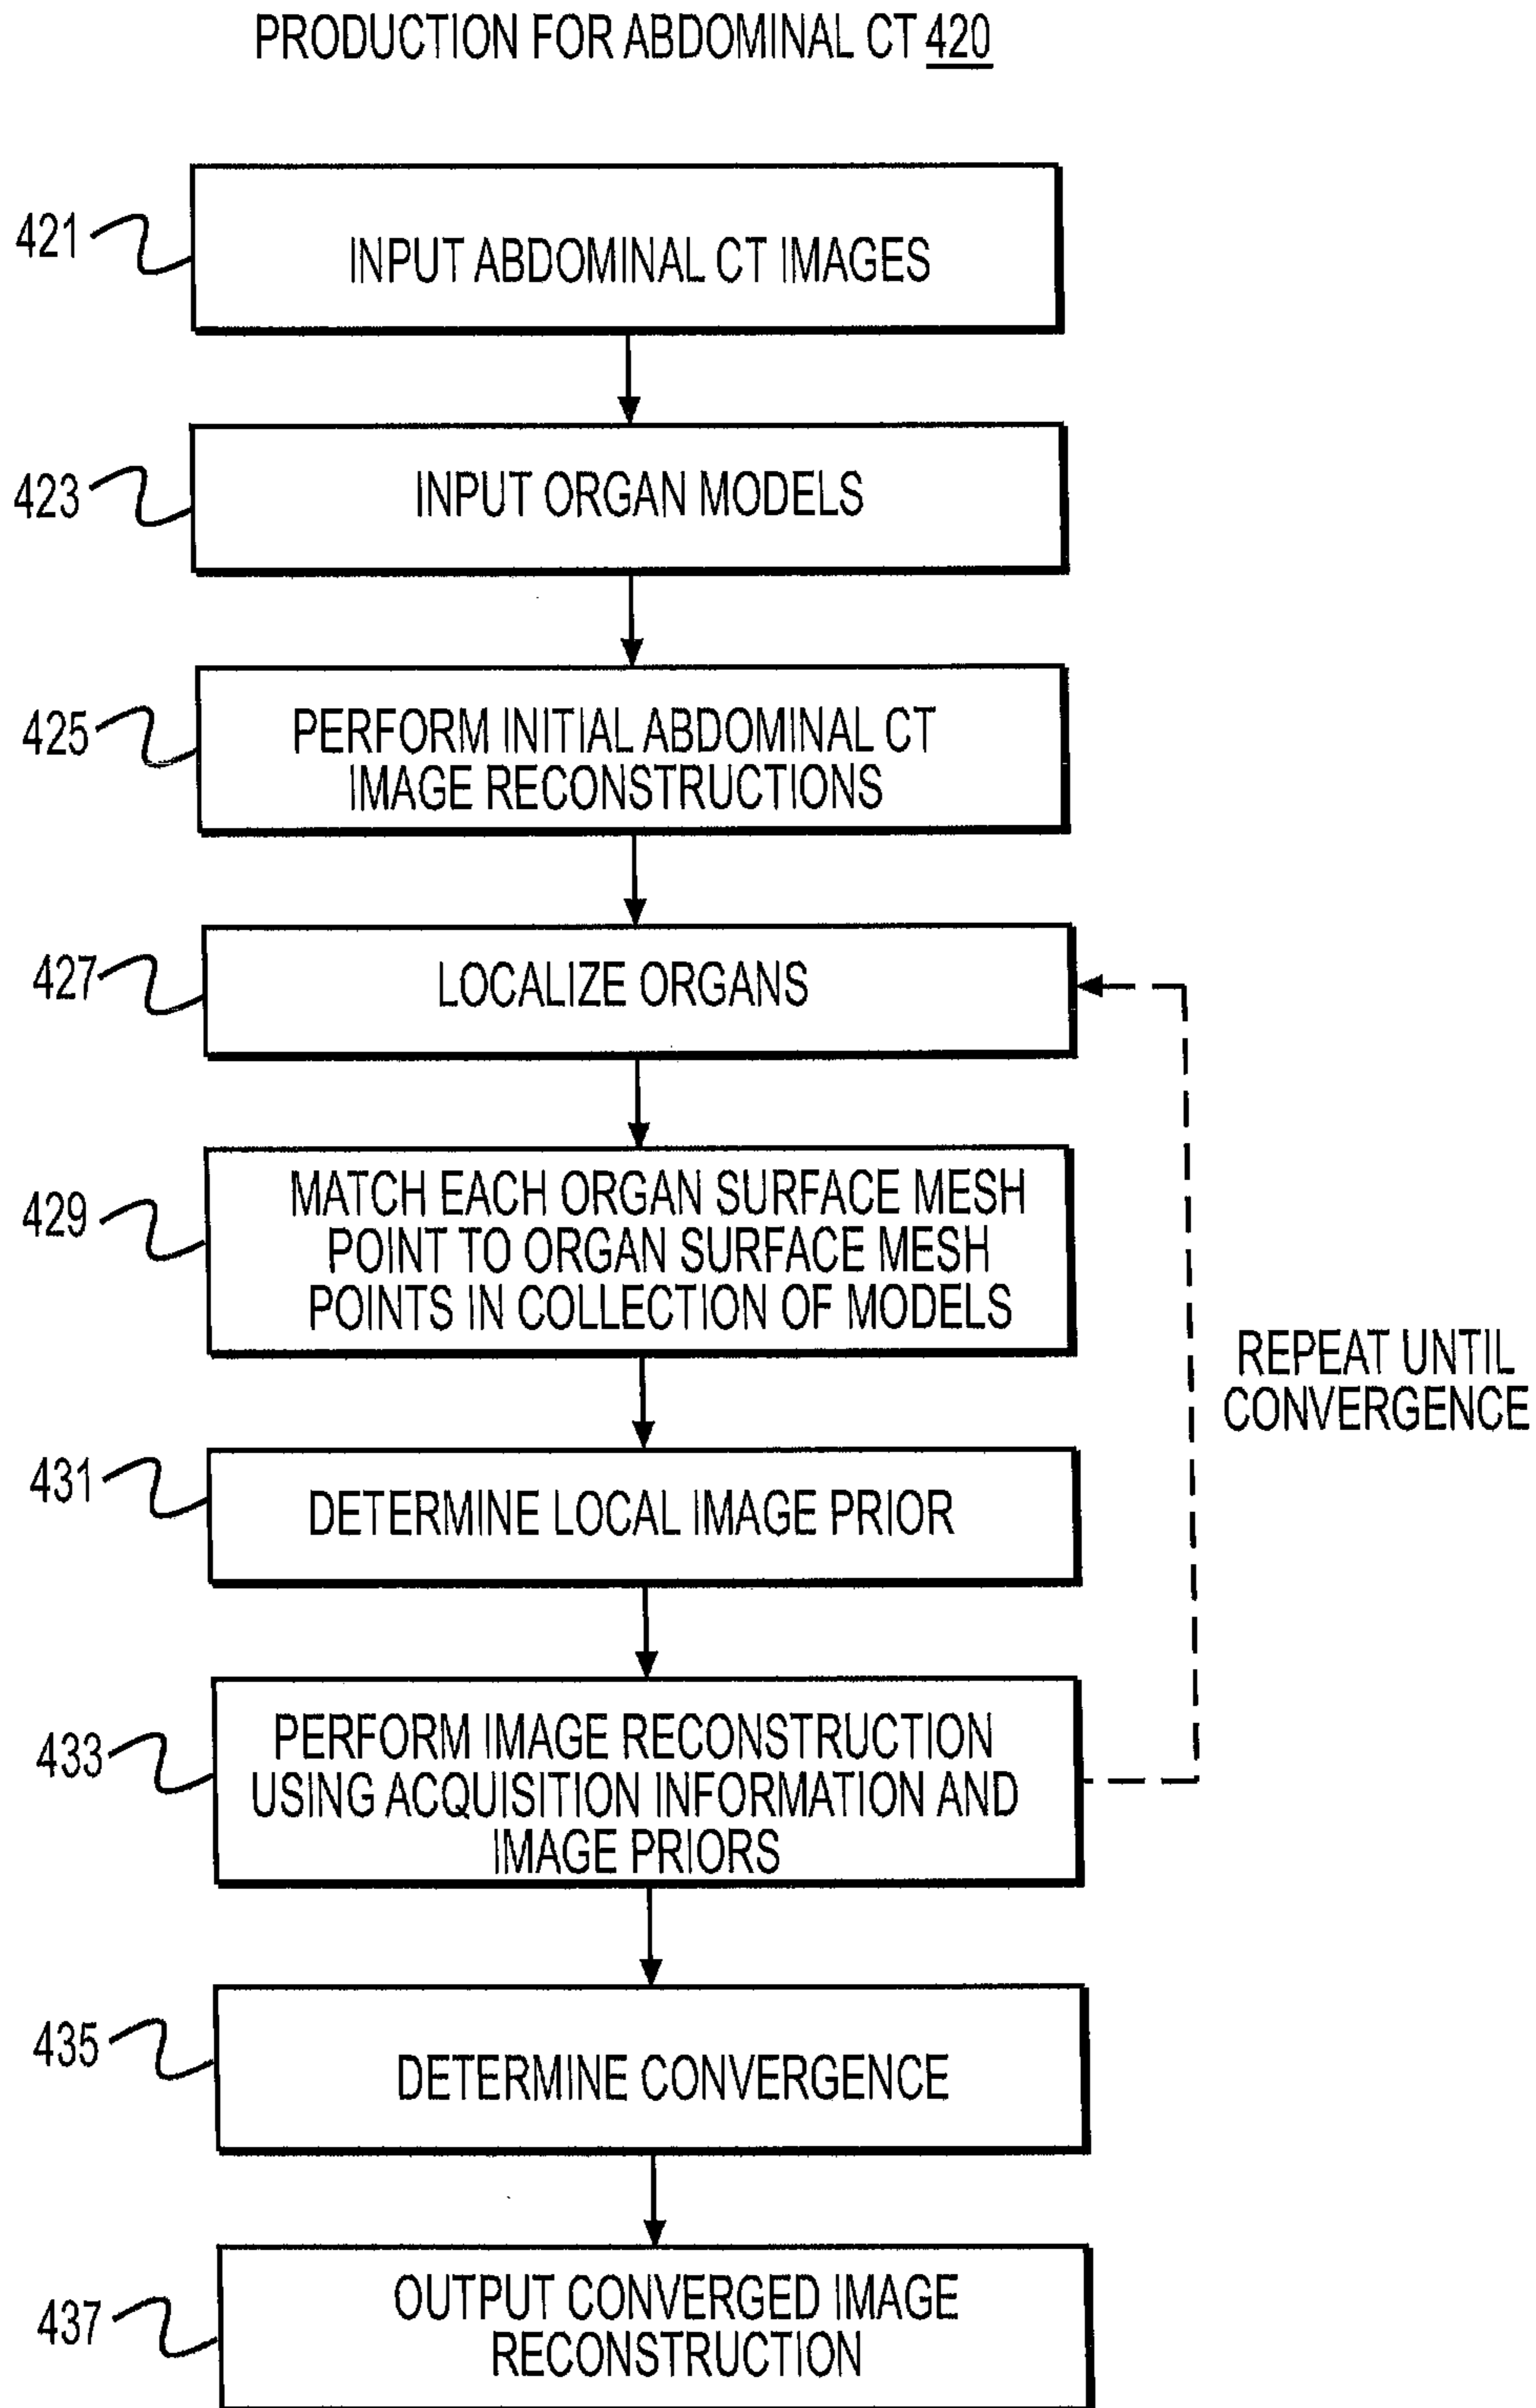 PRODUCTION FOR ABDOMINAL CT 420
421
INPUT ABDOMINAL CT IMAGES
423
INPUT ORGAN MODELS
425
PERFORM INITIAL ABDOMINAL CT
IMAGE RECONSTRUCTIONS
427
LOCALIZE ORGANS
429
MATCH EACH ORGAN SURFACE MESH
POINT TO ORGAN SURFACE MESH
POINTS IN COLLECTION OF MODELS
REPEAT UNTIL
CONVERGENCE
431
DETERMINE LOCAL IMAGE PRIOR
433
PERFORM IMAGE RECONSTRUCTION
USING ACQUISITION INFORMATION AND
IMAGE PRIORS
435
DETERMINE CONVERGENCE
437
OUTPUT CONVERGED IMAGE
RECONSTRUCTION